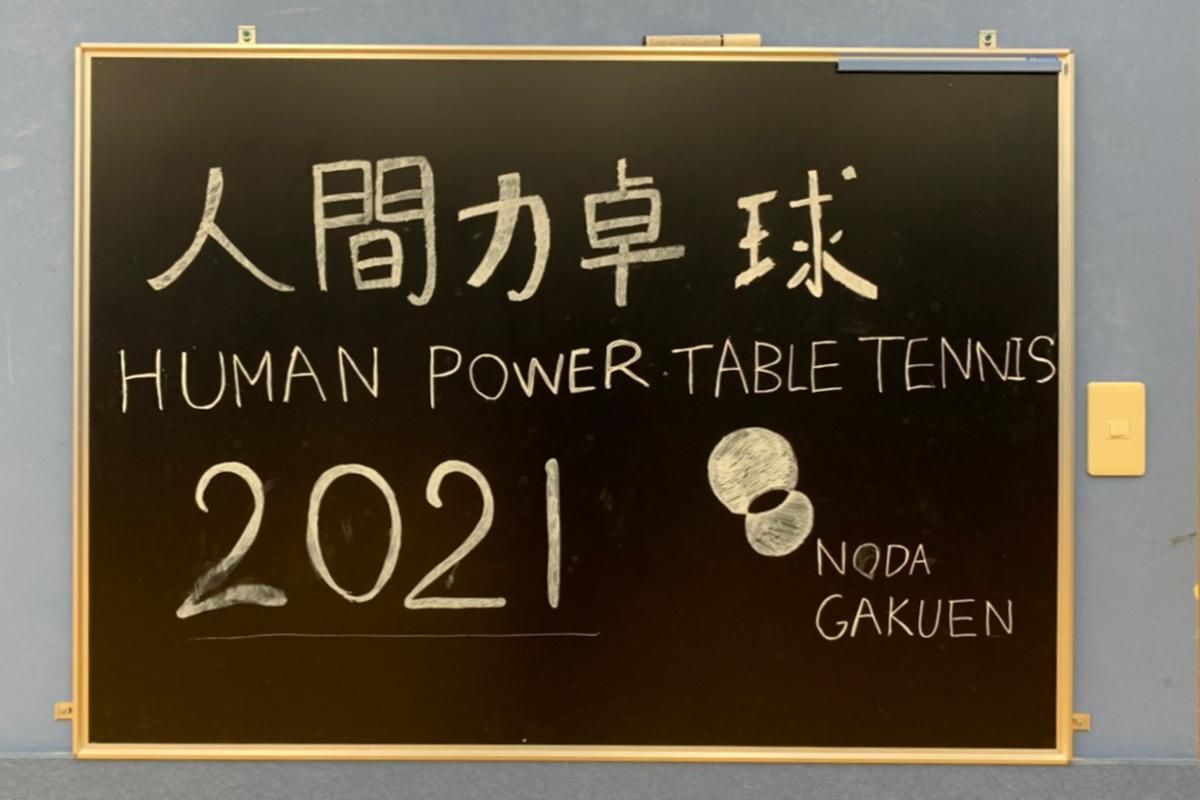 人間力卓球
HUMAN POWER TABLE TENNIS
2021
NODA
GAKUEN